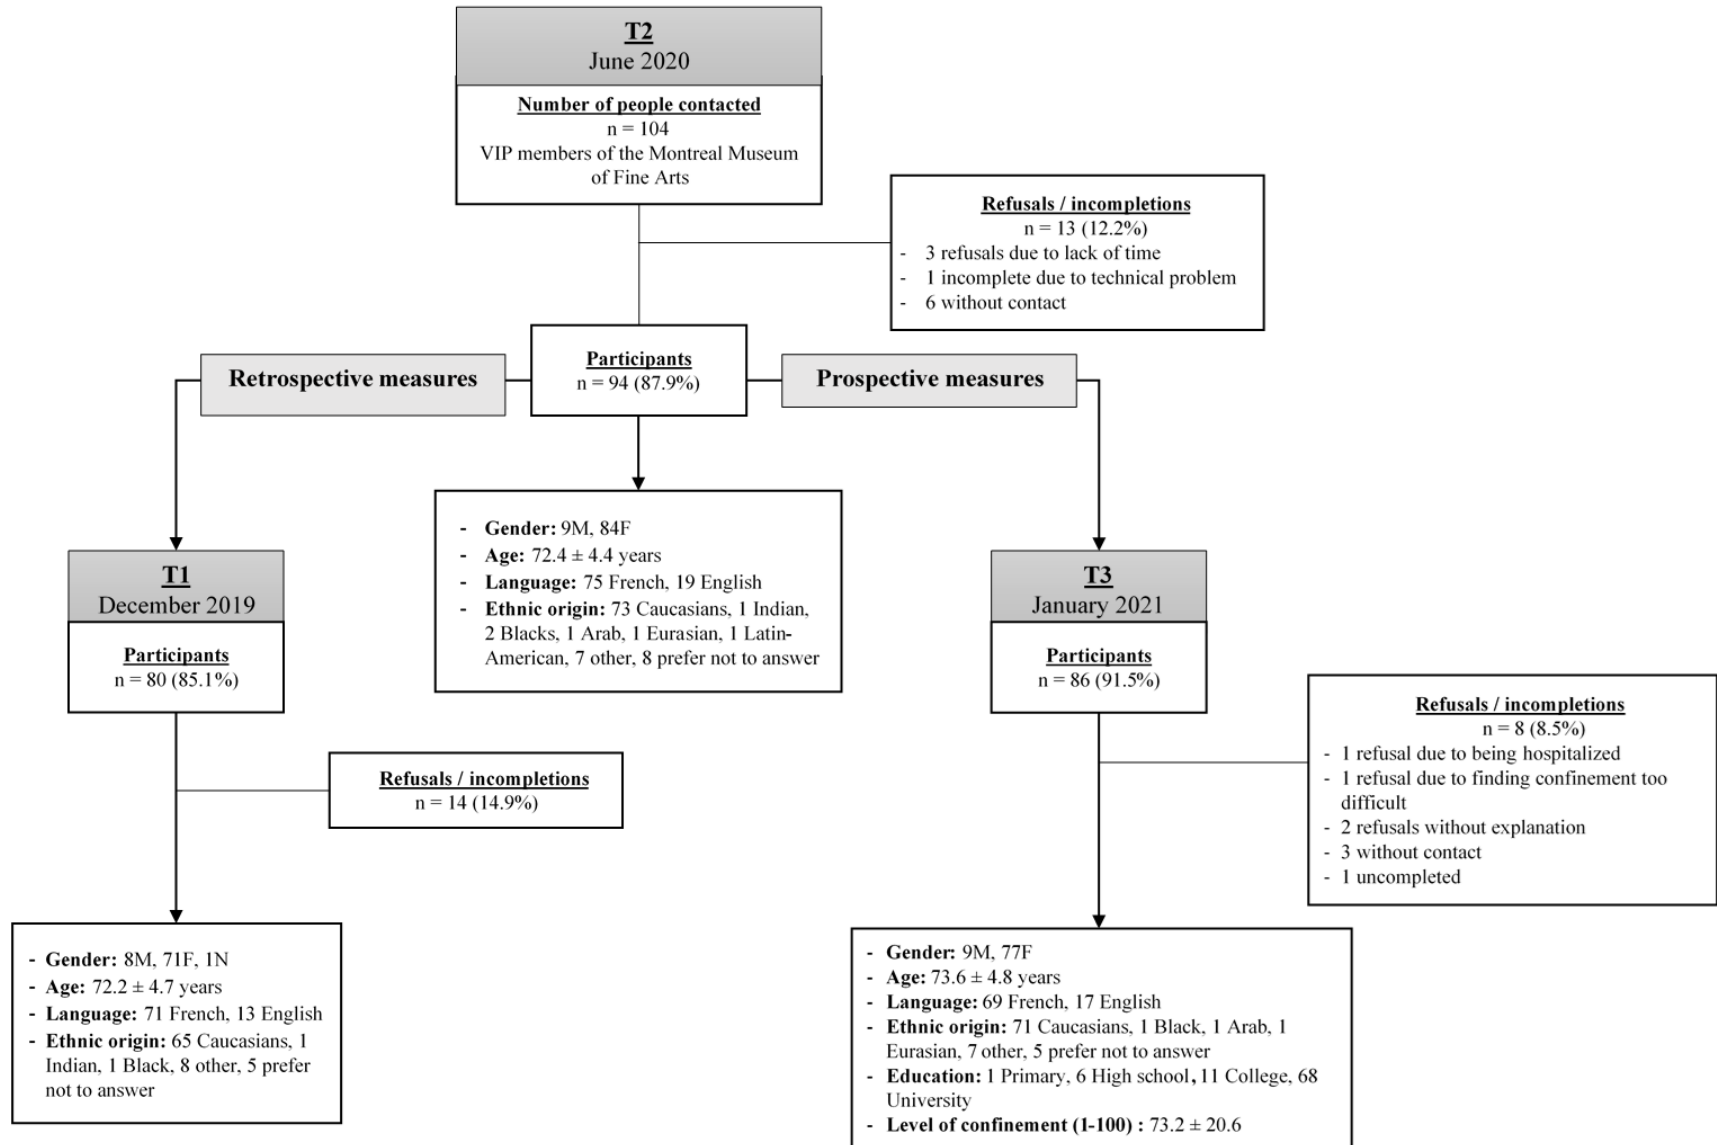 T2
June 2020
Number of people contacted
n = 104
VIP members of the Montreal Museum
of Fine Arts
Refusals / incompletions
n = 13 (12.2%)
- 3 refusals due to lack of time
- 1 incomplete due to technical problem
- 6 without contact
Participants
n = 94 (87.9%)
Retrospective measures
Prospective measures
- Gender: 9M, 84F
- Age: 72.4 ± 4.4 years
- Language: 75 French, 19 English
- Ethnic origin: 73 Caucasians, 1 Indian,
2 Blacks, 1 Arab, 1 Eurasian, 1 Latin-
American, 7 other, 8 prefer not to answer
T1
December 2019
Participants
n = 80 (85.1%)
Refusals / incompletions
n = 14 (14.9%)
- Gender: 8M, 71F, 1N
- Age: 72.2 ± 4.7 years
- Language: 71 French, 13 English
- Ethnic origin: 65 Caucasians, 1
Indian, 1 Black, 8 other, 5 prefer
not to answer
T3
January 2021
Participants
n = 86 (91.5%)
Refusals / incompletions
n = 8 (8.5%)
- 1 refusal due to being hospitalized
- 1 refusal due to finding confinement too
difficult
- 2 refusals without explanation
- 3 without contact
- 1 uncompleted
- Gender: 9M, 77F
- Age: 73.6 ± 4.8 years
- Language: 69 French, 17 English
- Ethnic origin: 71 Caucasians, 1 Black, 1 Arab, 1
Eurasian, 7 other, 5 prefer not to answer
- Education: 1 Primary, 6 High school, 11 College, 68
University
- Level of confinement (1-100) : 73.2 ± 20.6